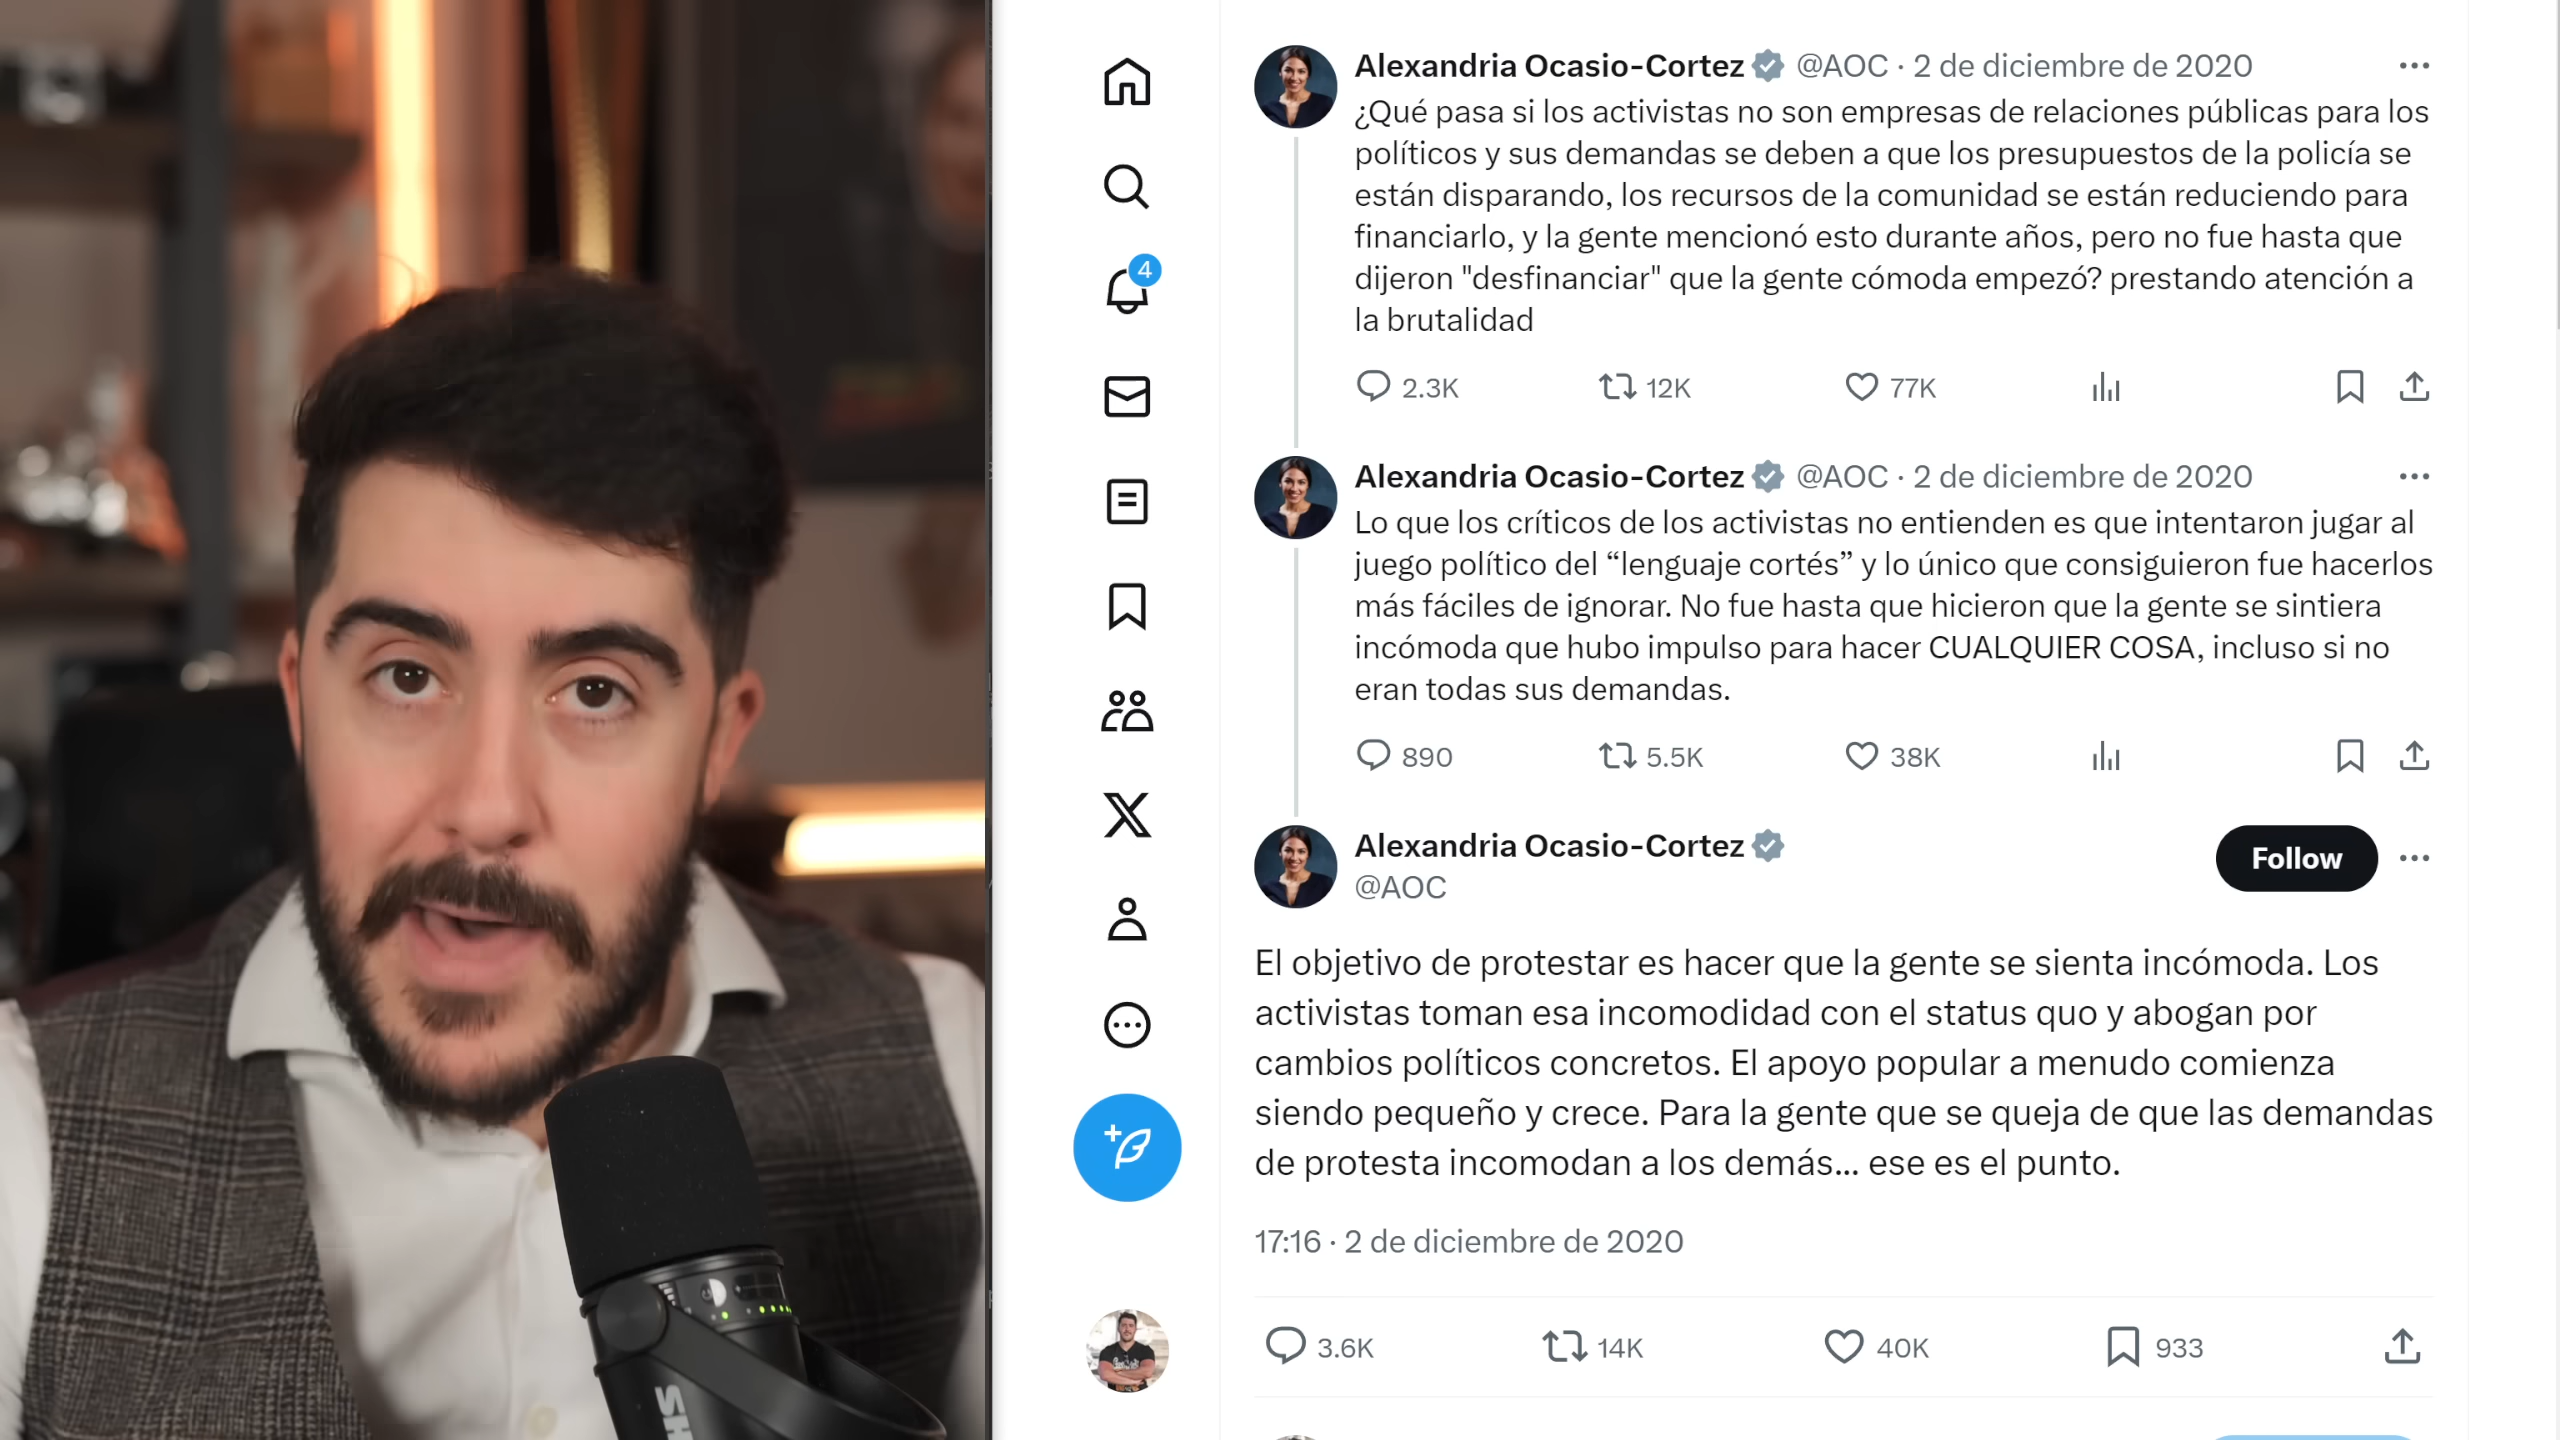 Alexandria Ocasio-Cortez @AOC · 2 de diciembre de 2020
¿Qué pasa si los activistas no son empresas de relaciones públicas para los
políticos y sus demandas se deben a que los presupuestos de la policía se
están disparando, los recursos de la comunidad se están reduciendo para
financiarlo, y la gente mencionó esto durante años, pero no fue hasta que
dijeron "desfinanciar" que la gente cómoda empezó? prestando atención a
la brutalidad
2.3K 12K 77K
4
Alexandria Ocasio-Cortez @AOC · 2 de diciembre de 2020
Lo que los críticos de los activistas no entienden es que intentaron jugar al
juego político del “lenguaje cortés” y lo único que consiguieron fue hacerlos
más fáciles de ignorar. No fue hasta que hicieron que la gente se sintiera
incómoda que hubo impulso para hacer CUALQUIER COSA, incluso si no
eran todas sus demandas.
890 5.5K 38K
Alexandria Ocasio-Cortez
@AOC
Follow
El objetivo de protestar es hacer que la gente se sienta incómoda. Los
activistas toman esa incomodidad con el status quo y abogan por
cambios políticos concretos. El apoyo popular a menudo comienza
siendo pequeño y crece. Para la gente que se queja de que las demandas
de protesta incomodan a los demás... ese es el punto.
17:16 · 2 de diciembre de 2020
3.6K 14K 40K 933
SH